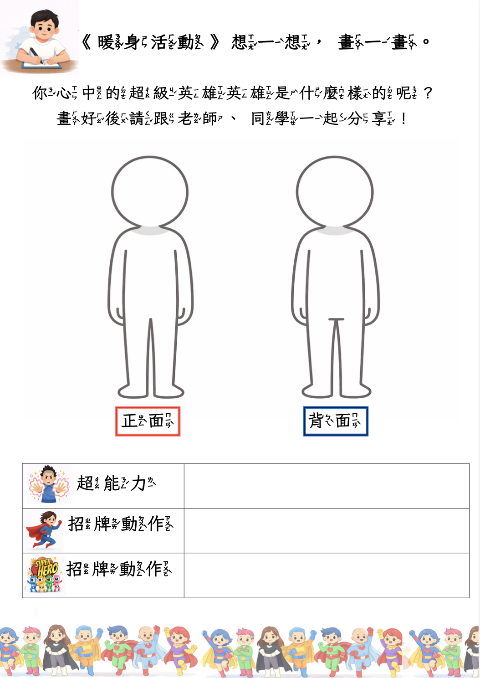 《暖身活動》想一想，畫一畫。
你心中的超級英雄英雄是什麼樣的呢？
畫好後請跟老師、同學一起分享！
正面
背面
超能力
招牌動作
招牌動作
HERO